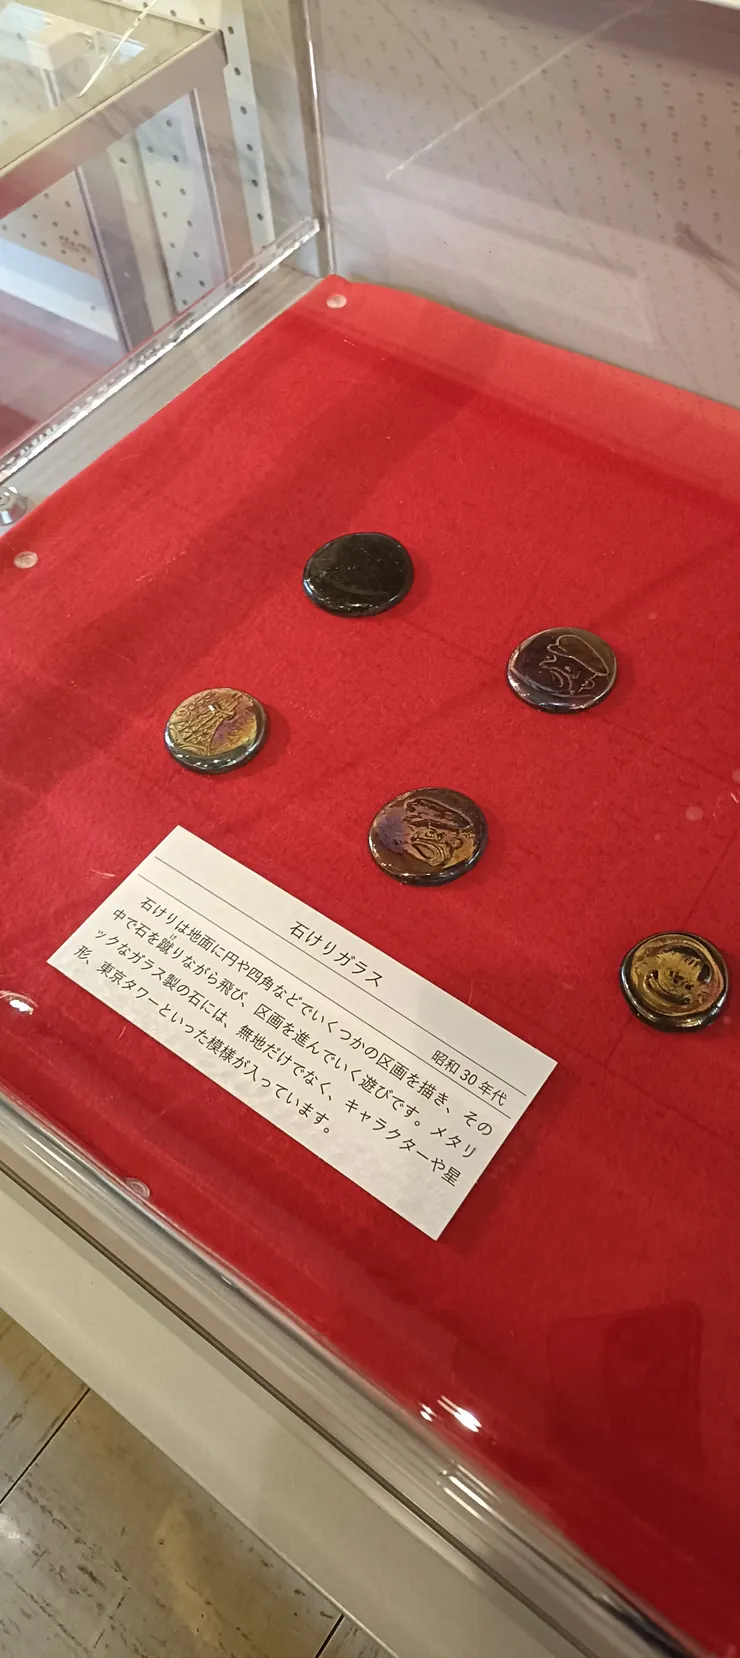 石けりガラス
昭和 30 年代
石けりは地面に円や四角などでいくつかの区画を描き、その
け
中で石を蹴りながら飛び、区画を進んでいく遊びです。メタリ
ックなガラス製の石には、無地だけでなく、キャラクターや星
形、東京タワーといった模様が入っています。